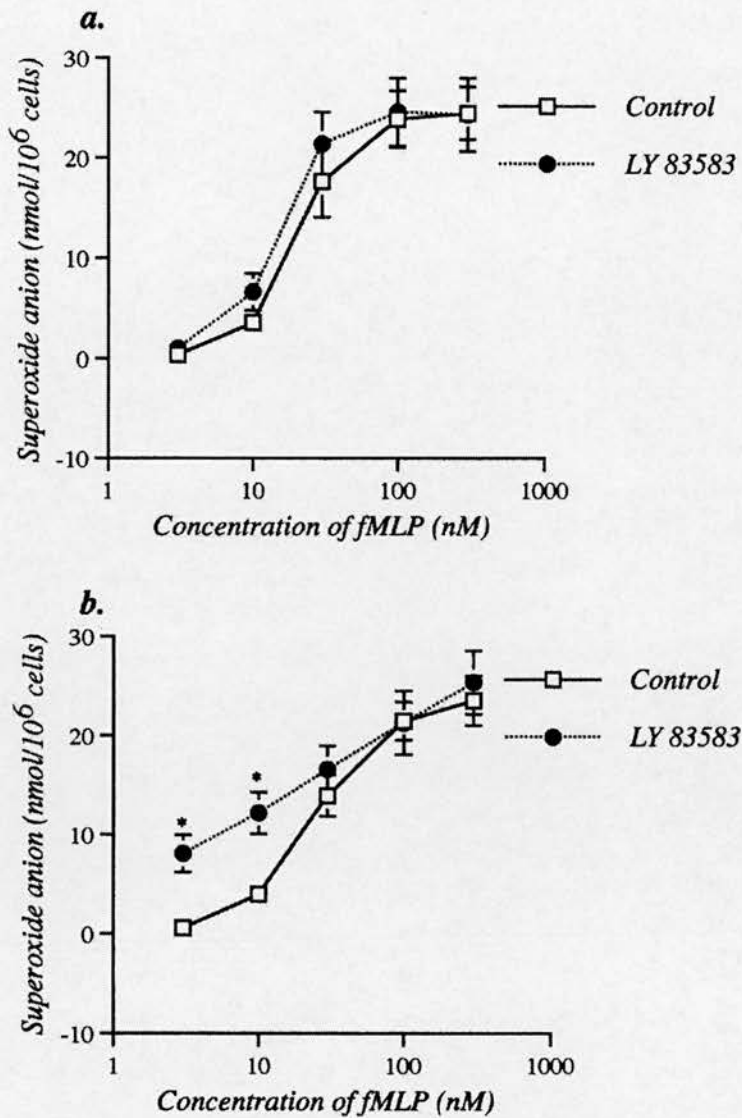 a.
Superoxide anion (nmol/10⁶ cells)
30
20
10
0
-10
1
10
100
1000
Concentration of fMLP (nM)
Control
LY 83583
b.
Superoxide anion (nmol/10⁶ cells)
30
20
10
0
-10
*
*
1
10
100
1000
Concentration of fMLP (nM)
Control
LY 83583